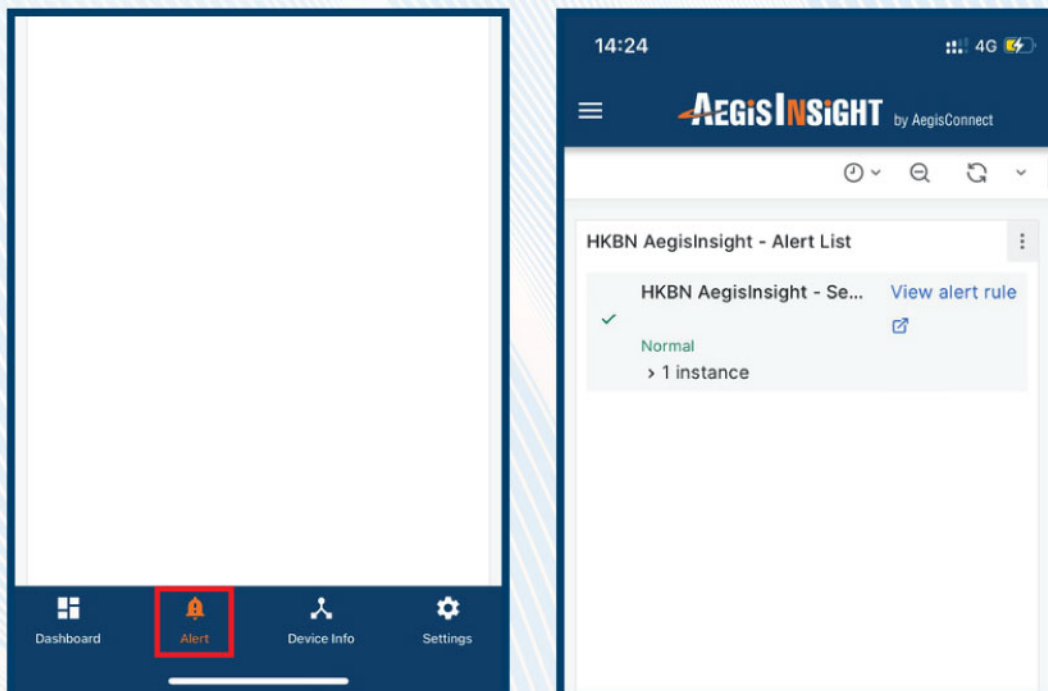 Dashboard
Alert
Device Info
Settings
14:24
4G
AEGiSINSiGHT by AegisConnect
HKBN AegisInsight - Alert List
HKBN AegisInsight - Se... View alert rule
Normal
1 instance